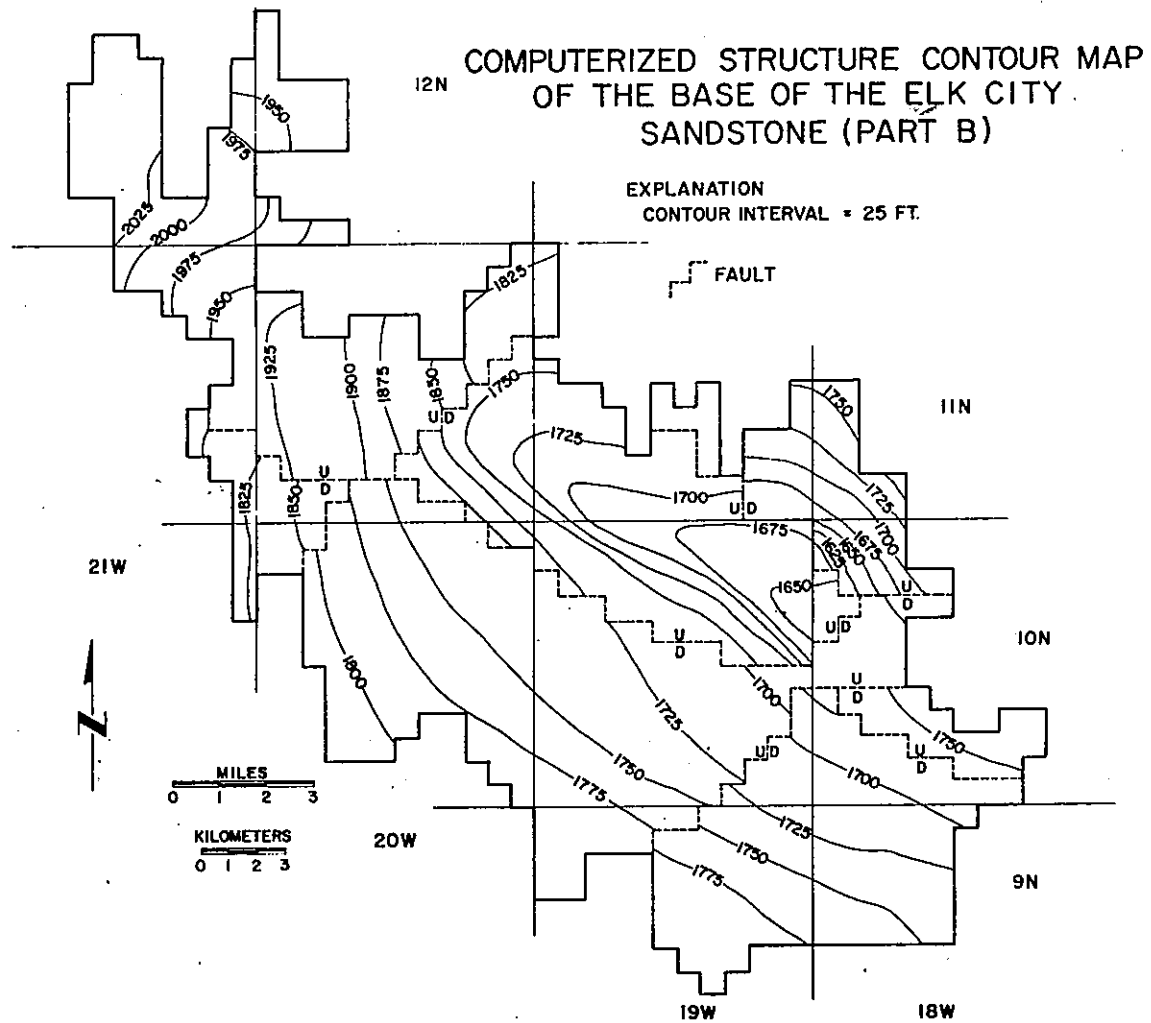 COMPUTERIZED STRUCTURE CONTOUR MAP
OF THE BASE OF THE ELK CITY
SANDSTONE (PART B)
12N
EXPLANATION
CONTOUR INTERVAL = 25 FT.
FAULT
1950
1975
2025
2000
1975
1950
1825
1925
1900
1875
1850
1750
1750
11N
U D
1725
1725
1700
U
D
U D
1850
1825
1700
1675
1675
1650
1625
1650
U
D
21W
U D
10N
U
D
1800
1700
U
D
1725
1750
U D
U
D
N
MILES
0 1 2 3
1750
1700
1775
KILOMETERS
0 1 2 3
20W
1725
1750
1775
9N
19W
18W